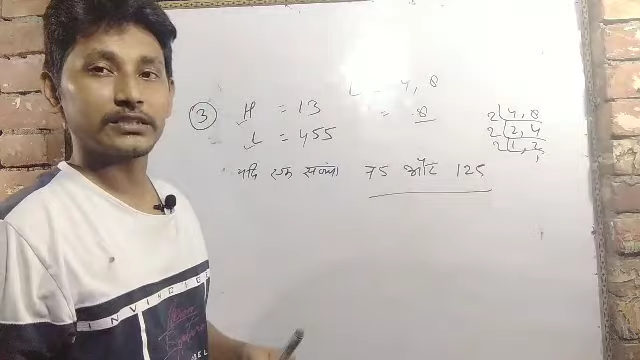 L = 4, 8
= 8
③ H = 13
L = 455
यदि एक संख्या 75 और 125
2 | 4, 8
2 | 2, 4
2 | 1, 2
1
INVINCIBLE